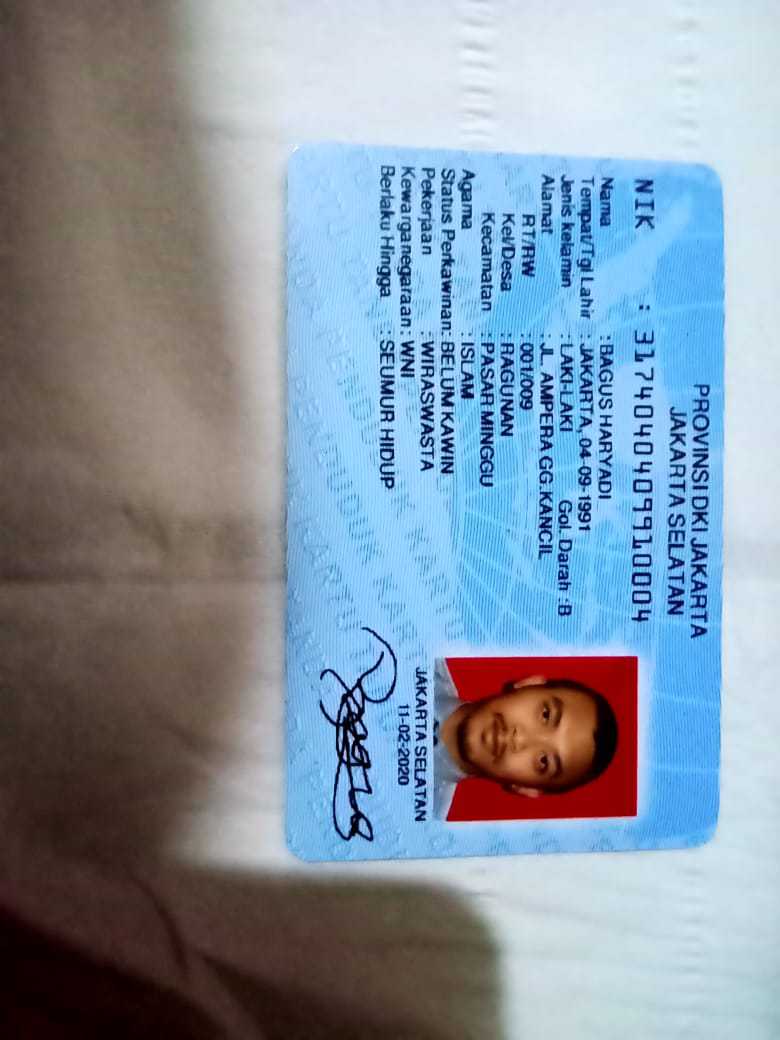 PROVINSI DKI JAKARTA
JAKARTA SELATAN
NIK : 3174040409910004
Nama : BAGUS HARYADI
Tempat/Tgl Lahir : JAKARTA, 04-09-1991
Jenis kelamin : LAKI-LAKI Gol. Darah : B
Alamat : JL. AMPERA GG.KANCIL
RT/RW : 001/009
Kel/Desa : RAGUNAN
Kecamatan : PASAR MINGGU
Agama : ISLAM
Status Perkawinan: BELUM KAWIN
Pekerjaan : WIRASWASTA
Kewarganegaraan: WNI
Berlaku Hingga : SEUMUR HIDUP
JAKARTA SELATAN
11-02-2020